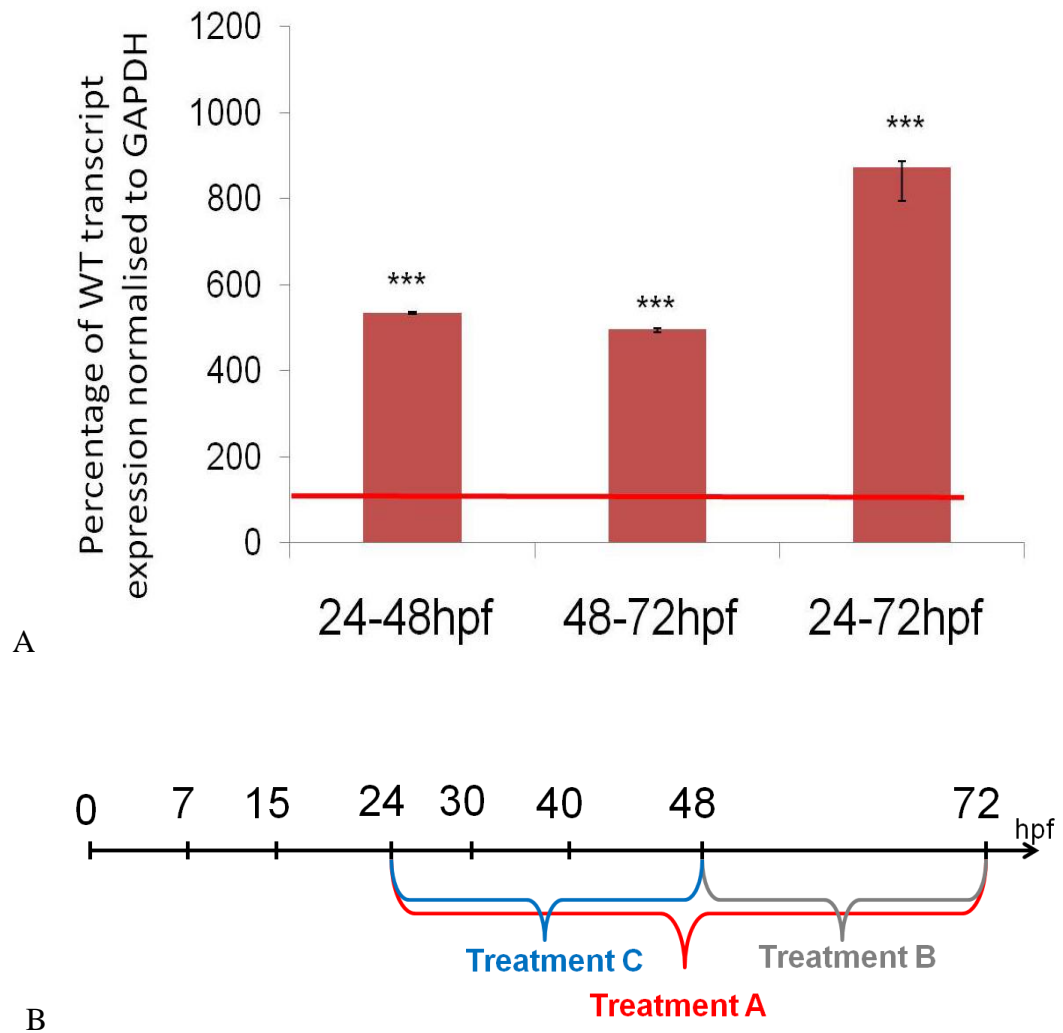 Percentage of WT transcript
expression normalised to GAPDH
1200
1000
800
600
400
200
0
***
***
***
24-48hpf
48-72hpf
24-72hpf
A
0
7
15
24
30
40
48
72
hpf
Treatment C
Treatment B
Treatment A
B